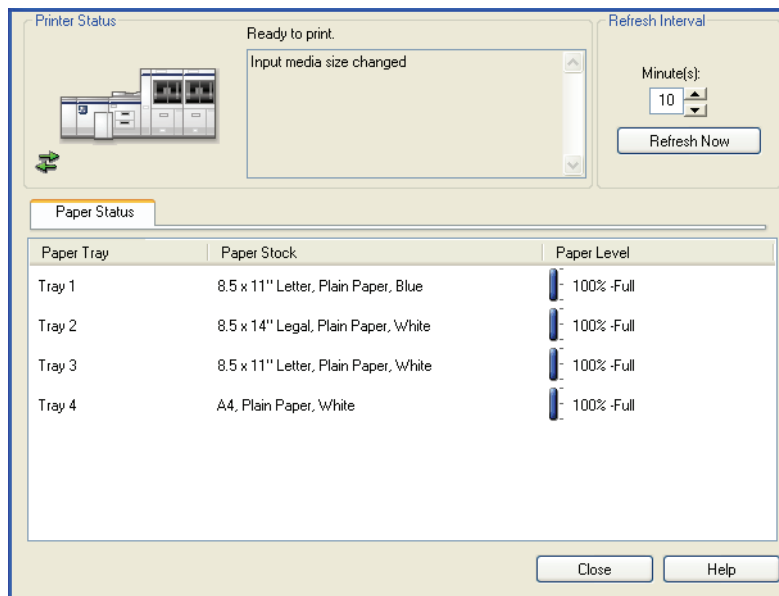 Printer Status
Ready to print.
Input media size changed
Refresh Interval
Minute(s):
10
Refresh Now
Paper Status
Paper Tray Paper Stock Paper Level
Tray 1 8.5 x 11" Letter, Plain Paper, Blue 100% -Full
Tray 2 8.5 x 14" Legal, Plain Paper, White 100% -Full
Tray 3 8.5 x 11" Letter, Plain Paper, White 100% -Full
Tray 4 A4, Plain Paper, White 100% -Full
Close Help